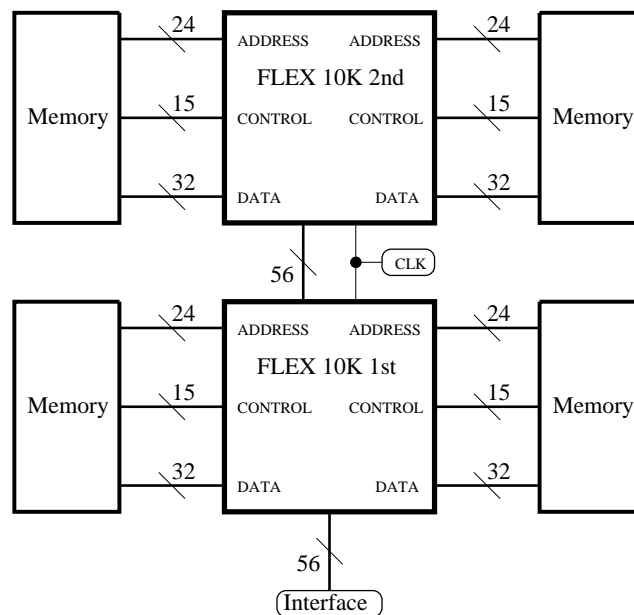 24 24
ADDRESS ADDRESS
FLEX 10K 2nd
15 15
Memory CONTROL CONTROL Memory
32 32
DATA DATA
56 CLK
24 24
ADDRESS ADDRESS
FLEX 10K 1st
15 15
Memory CONTROL CONTROL Memory
32 32
DATA DATA
56
Interface